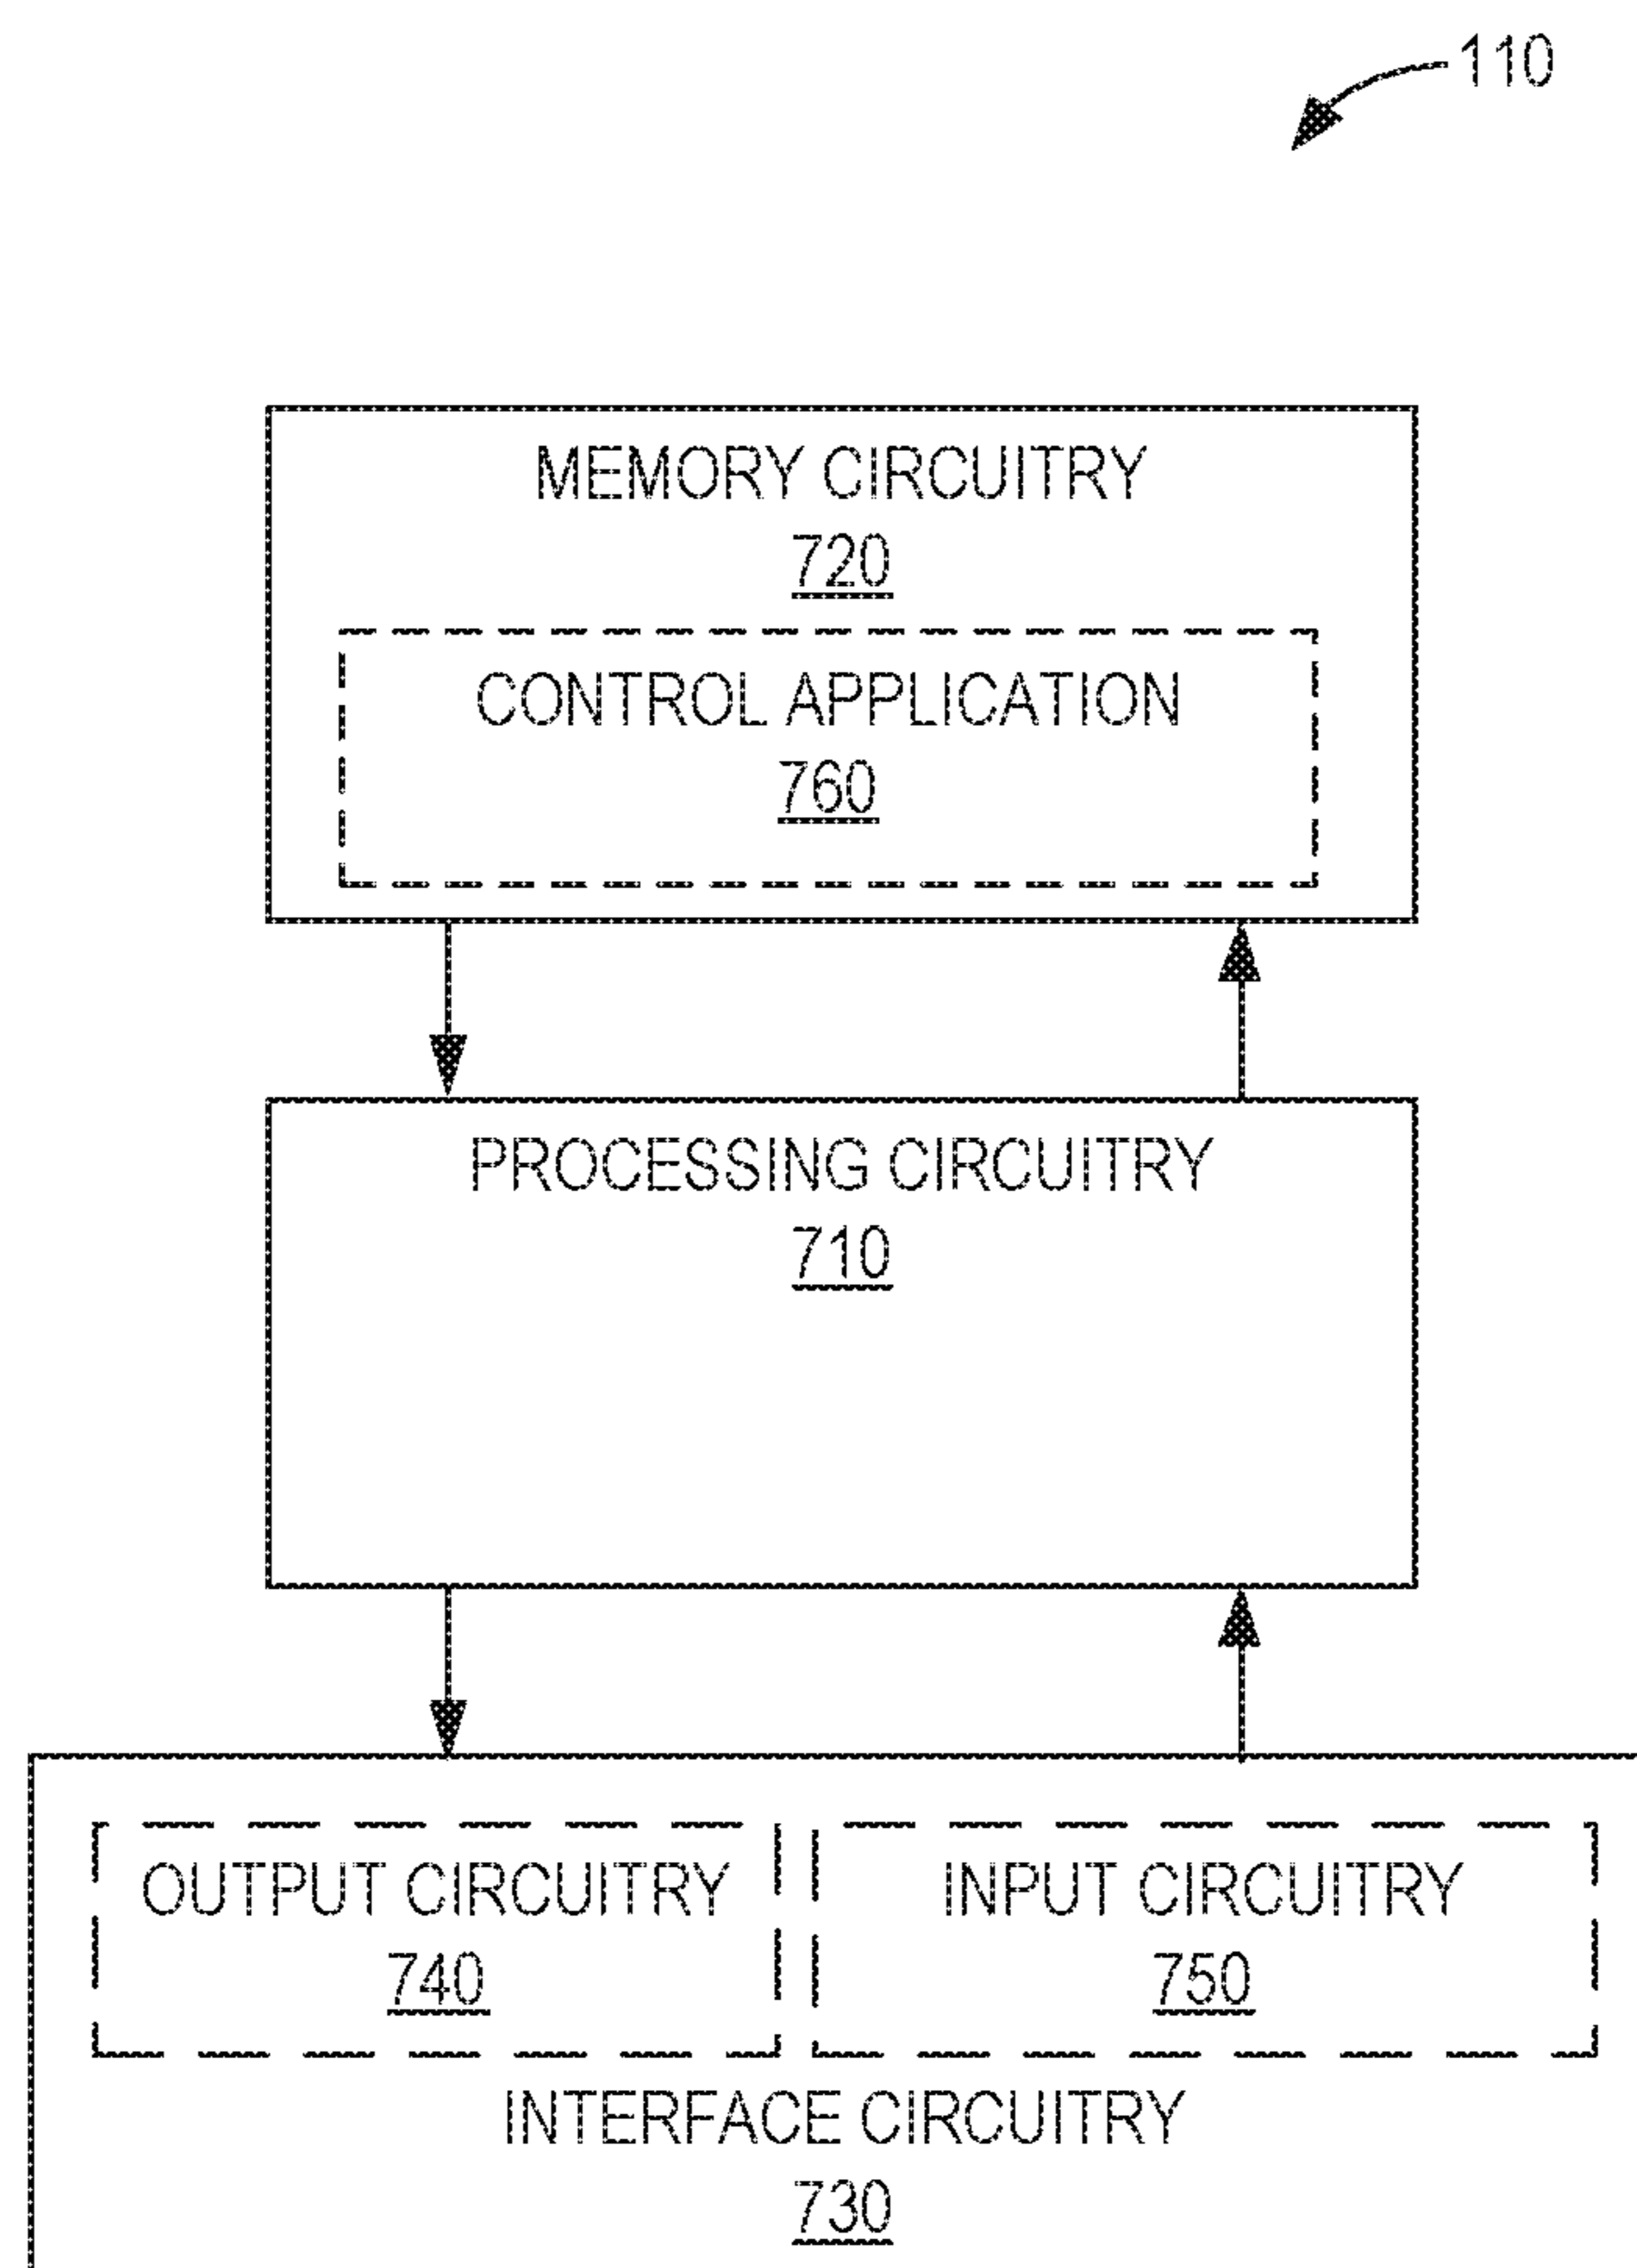 110
MEMORY CIRCUITRY
720
CONTROL APPLICATION
760
PROCESSING CIRCUITRY
710
OUTPUT CIRCUITRY
740
INPUT CIRCUITRY
750
INTERFACE CIRCUITRY
730